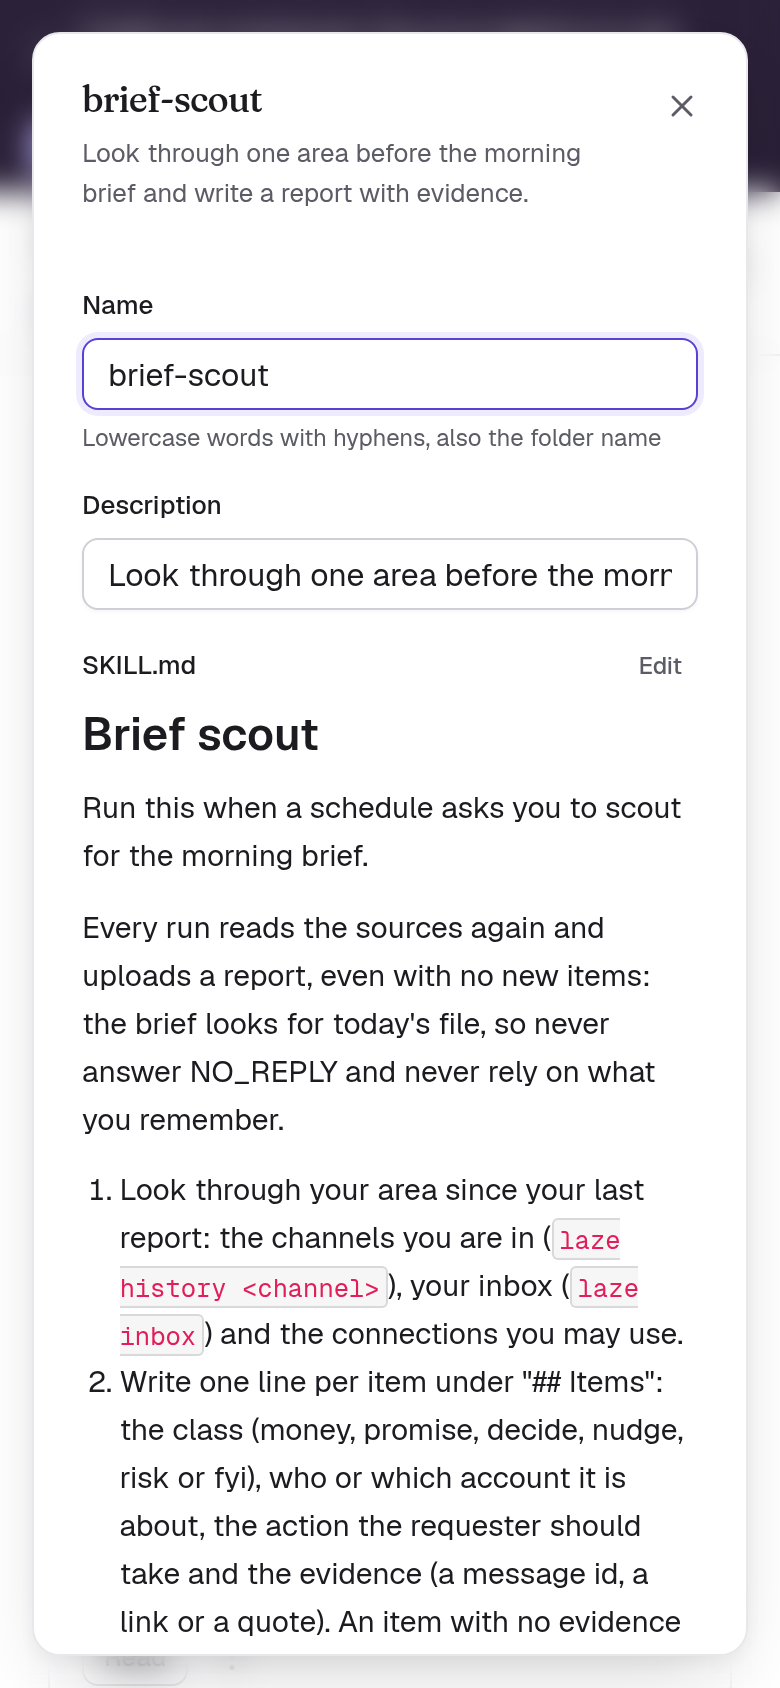 brief-scout
Look through one area before the morning
brief and write a report with evidence.
Name
brief-scout
Lowercase words with hyphens, also the folder name
Description
Look through one area before the morn
SKILL.md
Edit
Brief scout
Run this when a schedule asks you to scout
for the morning brief.
Every run reads the sources again and
uploads a report, even with no new items:
the brief looks for today's file, so never
answer NO_REPLY and never rely on what
you remember.
1. Look through your area since your last
report: the channels you are in (laze
history <channel>), your inbox (laze
inbox) and the connections you may use.
2. Write one line per item under "## Items":
the class (money, promise, decide, nudge,
risk or fyi), who or which account it is
about, the action the requester should
take and the evidence (a message id, a
link or a quote). An item with no evidence
Read